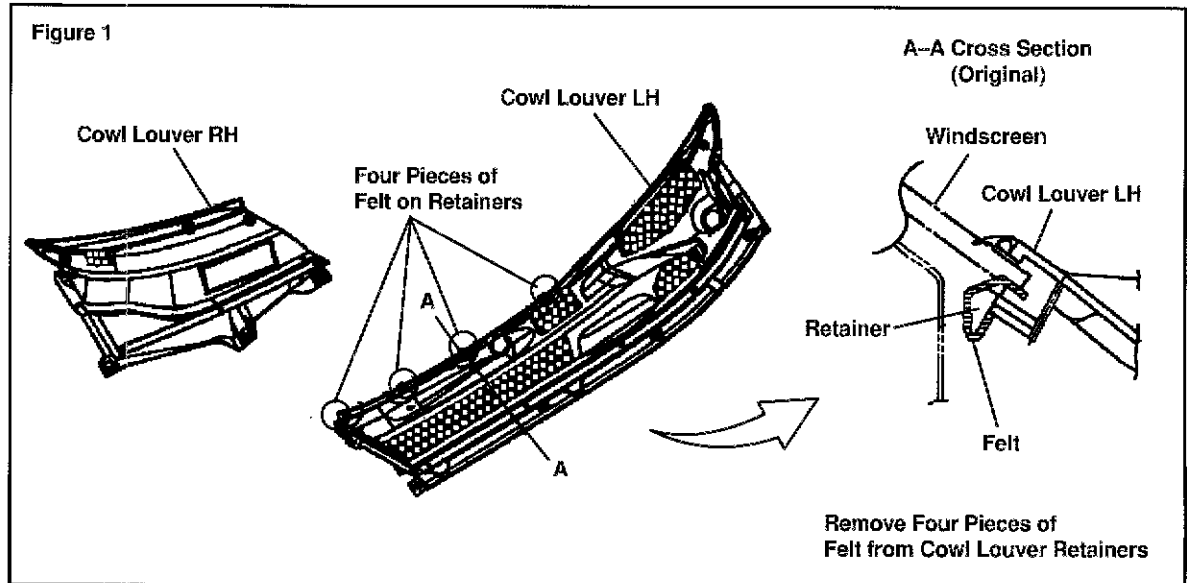 Figure 1
Cowl Louver RH
Four Pieces of
Felt on Retainers
Cowl Louver LH
A
A
A–A Cross Section
(Original)
Windscreen
Cowl Louver LH
Retainer
Felt
Remove Four Pieces of
Felt from Cowl Louver Retainers